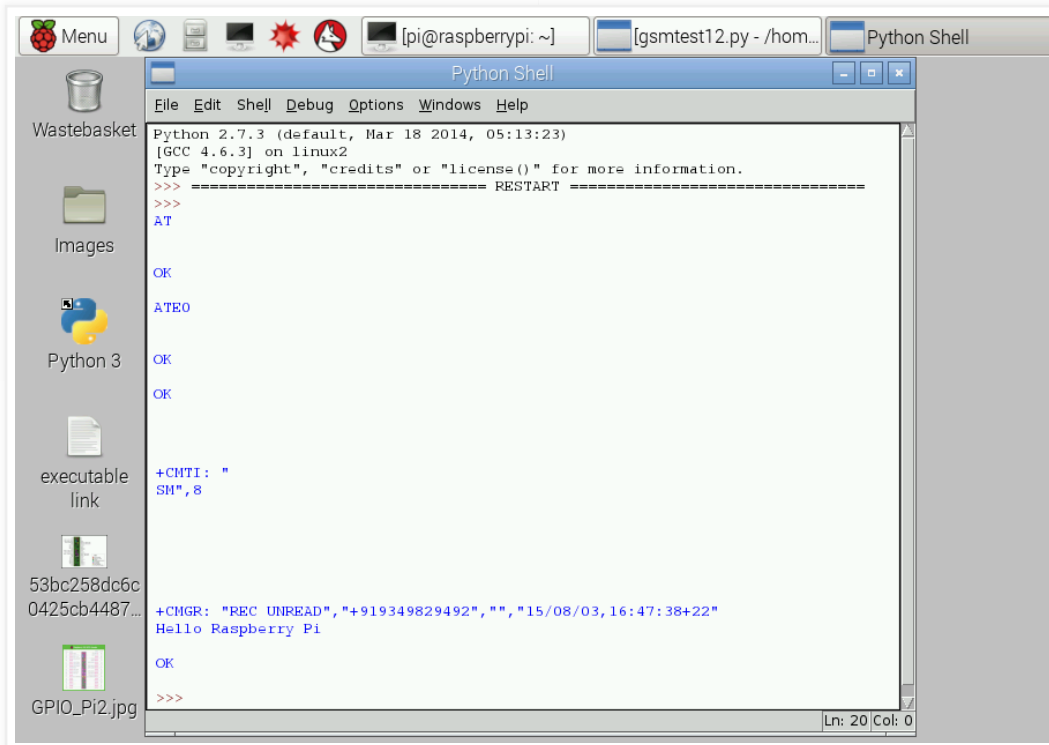 Menu
[pi@raspberrypi: ~]
[gsmtest12.py - /hom...
Python Shell
Wastebasket
Images
Python 3
executable
link
53bc258dc6c
0425cb4487...
GPIO_Pi2.jpg
Python Shell
File Edit Shell Debug Options Windows Help
Python 2.7.3 (default, Mar 18 2014, 05:13:23)
[GCC 4.6.3] on linux2
Type "copyright", "credits" or "license()" for more information.
>>> ================================ RESTART ================================
>>>
AT
OK
ATE0
OK
OK
+CMTI: "
SM",8
+CMGR: "REC UNREAD","+919349829492","","15/08/03,16:47:38+22"
Hello Raspberry Pi
OK
>>>
Ln: 20 Col: 0